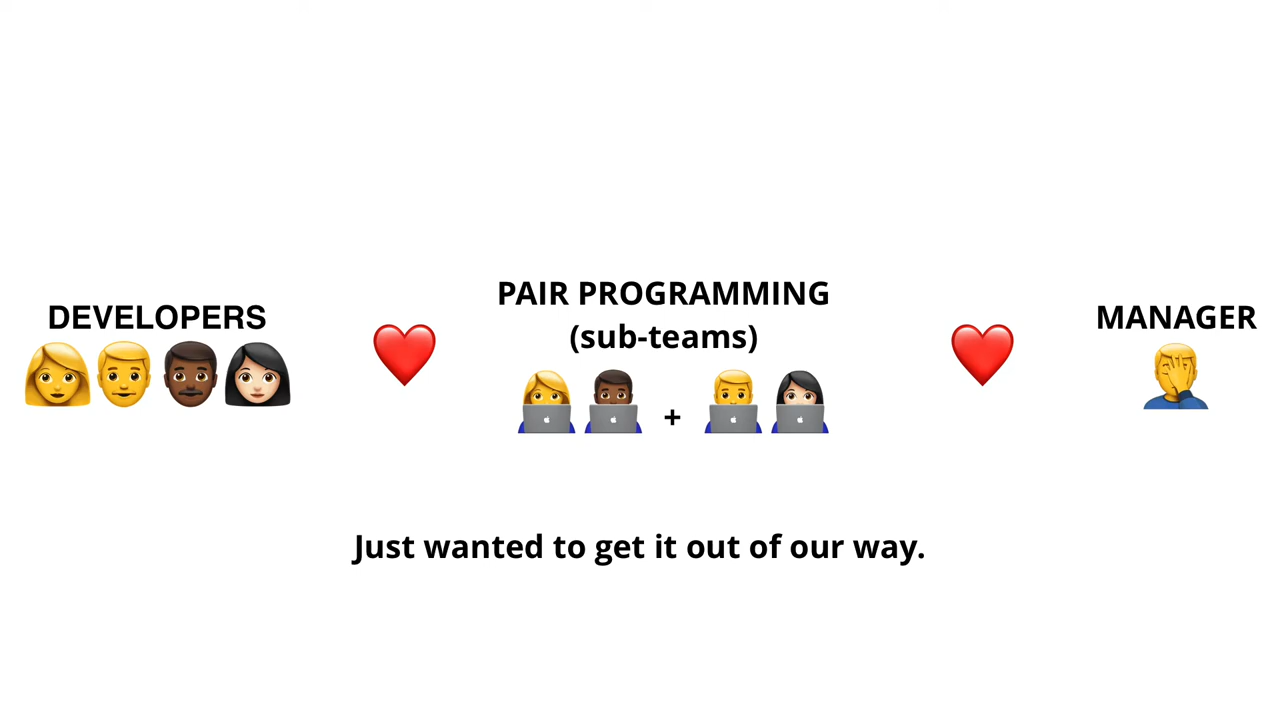 DEVELOPERS
PAIR PROGRAMMING
(sub-teams)
+
MANAGER
Just wanted to get it out of our way.